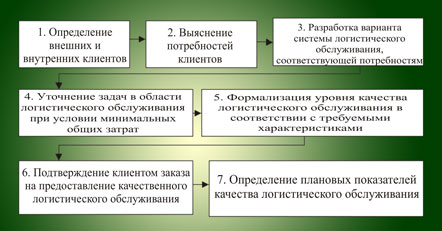 1. Определение
внешних и
внутренних клиентов
2. Выяснение
потребностей
клиентов
3. Разработка варианта
системы логистического
обслуживания,
соответствующей потребностям
4. Уточнение задач в области
логистического обслуживания
при условии минимальных
общих затрат
5. Формализация уровня качества
логистического обслуживания в
соответствии с требуемыми
характеристиками
6. Подтверждение клиентом заказа
на предоставление качественного
логистического обслуживания
7. Определение плановых показателей
качества логистического обслуживания